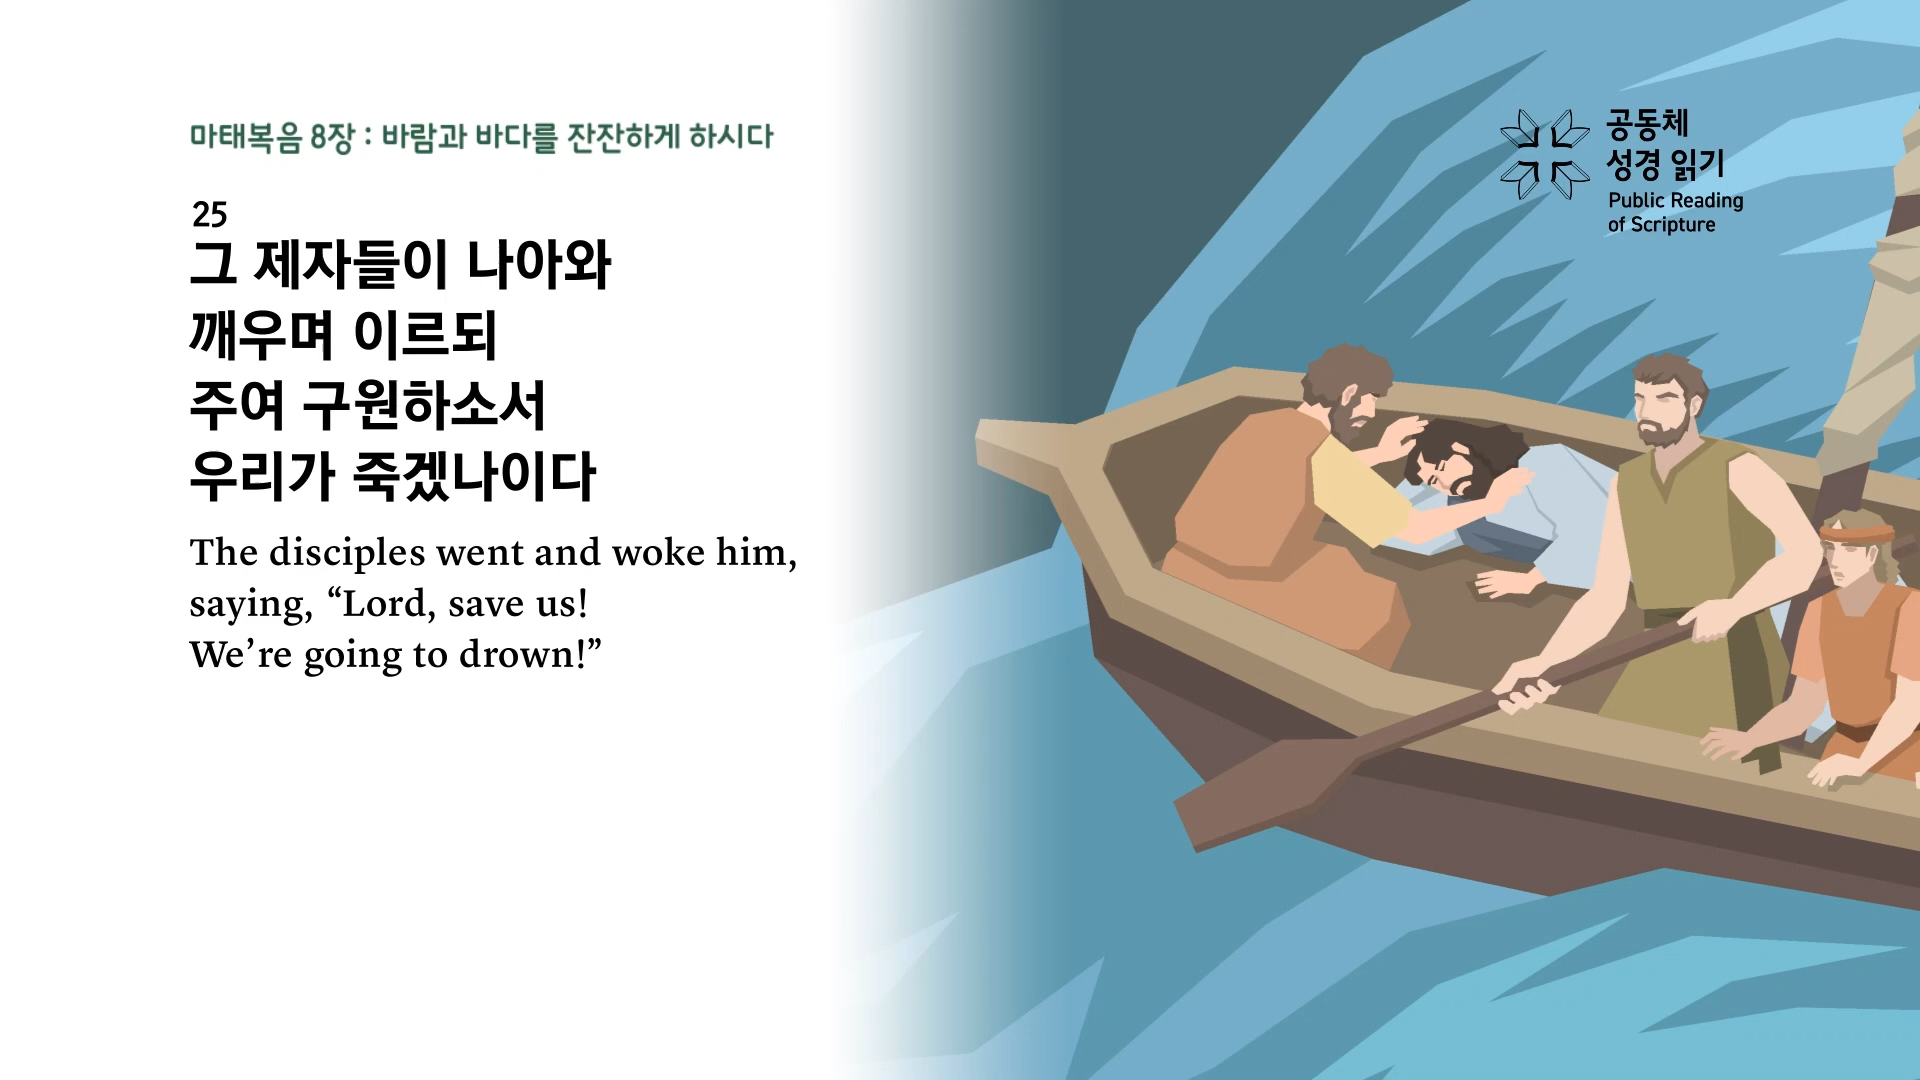 마태복음 8장 : 바람과 바다를 잔잔하게 하시다
25
그 제자들이 나아와
깨우며 이르되
주여 구원하소서
우리가 죽겠나이다
The disciples went and woke him,
saying, “Lord, save us!
We’re going to drown!”
공동체
성경 읽기
Public Reading
of Scripture